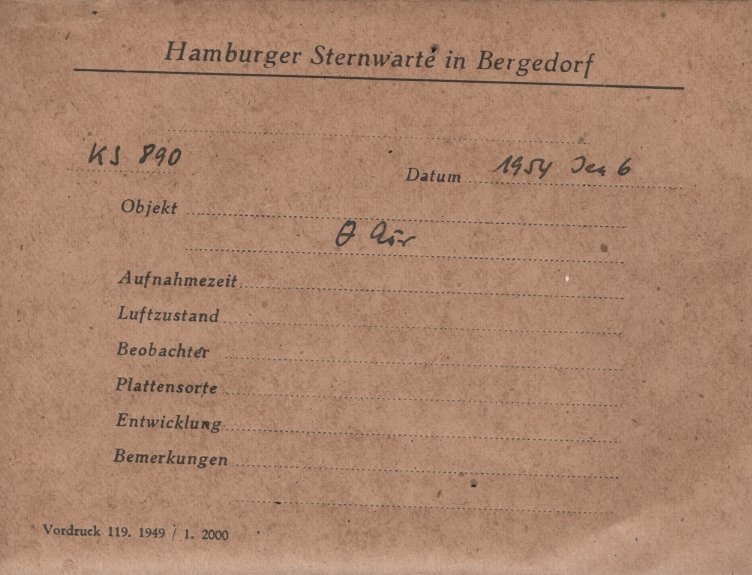 Hamburger Sternwarte in Bergedorf
KS 890
Datum 1954 Jan 6
Objekt
θ Aur
Aufnahmezeit
Luftzustand
Beobachter
Plattensorte
Entwicklung
Bemerkungen
Vordruck 119. 1949 / 1. 2000